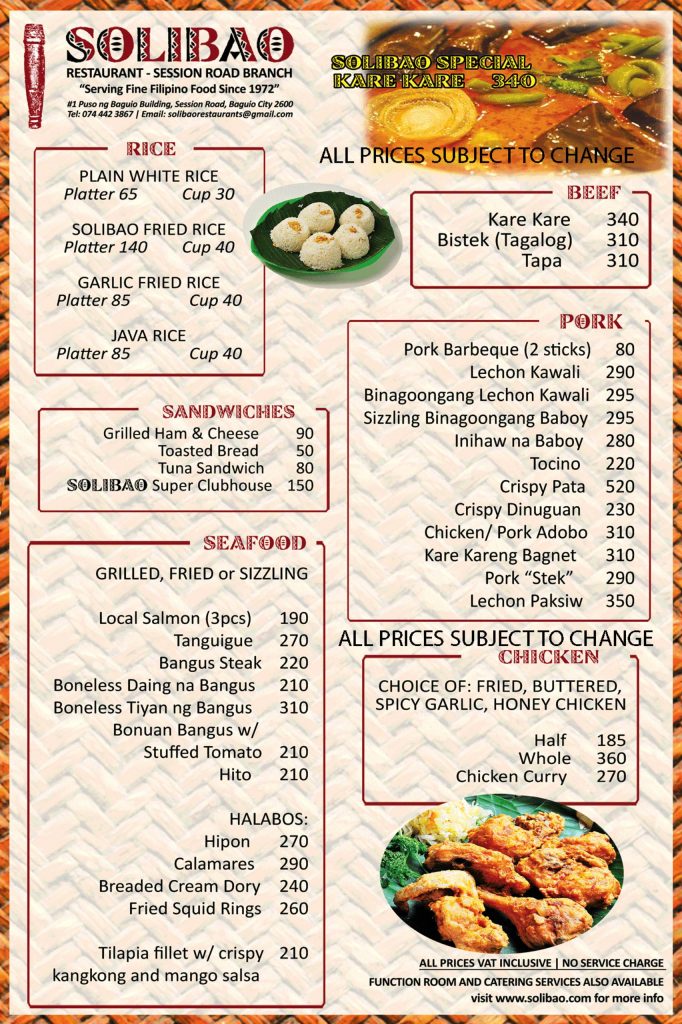 SOLIBAO
RESTAURANT - SESSION ROAD BRANCH
“Serving Fine Filipino Food Since 1972”
#1 Puso ng Baguio Building, Session Road, Baguio City 2600
Tel: 074 442 3867 | Email: solibaorestaurants@gmail.com
SOLIBAO SPECIAL
KARE KARE 340
ALL PRICES SUBJECT TO CHANGE
RICE
PLAIN WHITE RICE
Platter 65 Cup 30
SOLIBAO FRIED RICE
Platter 140 Cup 40
GARLIC FRIED RICE
Platter 85 Cup 40
JAVA RICE
Platter 85 Cup 40
BEEF
Kare Kare 340
Bistek (Tagalog) 310
Tapa 310
PORK
Pork Barbeque (2 sticks) 80
Lechon Kawali 290
Binagoongang Lechon Kawali 295
Sizzling Binagoongang Baboy 295
Inihaw na Baboy 280
Tocino 220
Crispy Pata 520
Crispy Dinuguan 230
Chicken/ Pork Adobo 310
Kare Kareng Bagnet 310
Pork “Stek” 290
Lechon Paksiw 350
SANDWICHES
Grilled Ham & Cheese 90
Toasted Bread 50
Tuna Sandwich 80
SOLIBAO Super Clubhouse 150
SEAFOOD
GRILLED, FRIED or SIZZLING
Local Salmon (3pcs) 190
Tanguigue 270
Bangus Steak 220
Boneless Daing na Bangus 210
Boneless Tiyan ng Bangus 310
Bonuan Bangus w/
Stuffed Tomato 210
Hito 210
HALABOS:
Hipon 270
Calamares 290
Breaded Cream Dory 240
Fried Squid Rings 260
Tilapia fillet w/ crispy 210
kangkong and mango salsa
ALL PRICES SUBJECT TO CHANGE
CHICKEN
CHOICE OF: FRIED, BUTTERED,
SPICY GARLIC, HONEY CHICKEN
Half 185
Whole 360
Chicken Curry 270
ALL PRICES VAT INCLUSIVE | NO SERVICE CHARGE
FUNCTION ROOM AND CATERING SERVICES ALSO AVAILABLE
visit www.solibao.com for more info